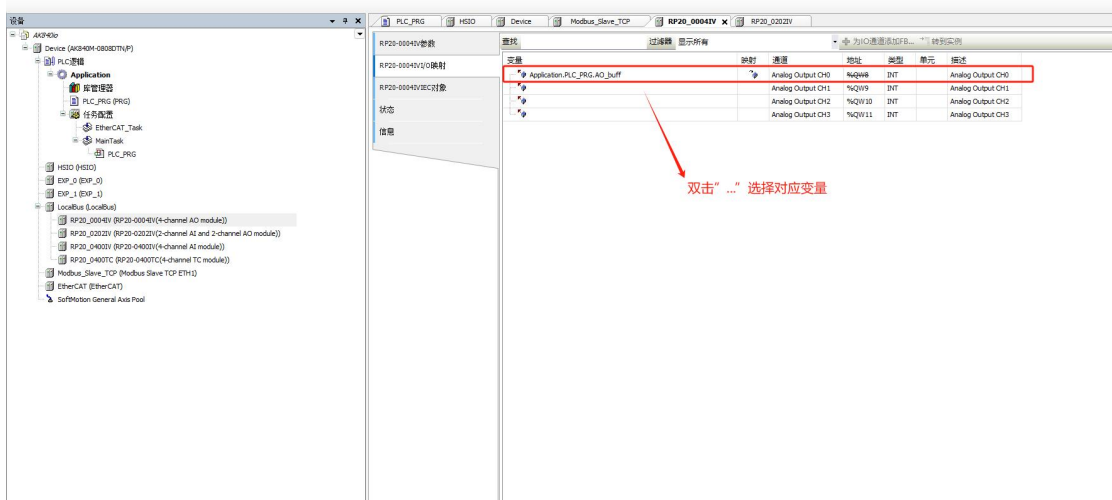 设备
PLC_PRG
HSIO
Device
Modbus_Slave_TCP
RP20_0004IV
RP20_0202IV
AK840io
Device (AK840M-0808DTN/P)
PLC逻辑
Application
库管理器
PLC_PRG (PRG)
任务配置
EtherCAT_Task
MainTask
PLC_PRG
HSIO (HSIO)
EXP_0 (EXP_0)
EXP_1 (EXP_1)
LocalBus (LocalBus)
RP20_0004IV (RP20-0004IV(4-channel AO module))
RP20_0202IV (RP20-0202IV(2-channel AI and 2-channel AO module))
RP20_0400IV (RP20-0400IV(4-channel AI module))
RP20_0400TC (RP20-0400TC(4-channel TC module))
Modbus_Slave_TCP (Modbus Slave TCP ETH1)
EtherCAT (EtherCAT)
SoftMotion General Axis Pool
RP20-0004IV参数
RP20-0004IVI/O映射
RP20-0004IVIEC对象
状态
信息
查找 过滤器 显示所有 为IO通道添加FB... 转到实例
变量 映射 通道 地址 类型 单元 描述
Application.PLC_PRG.AO_buff Analog Output CH0 %QW8 INT Analog Output CH0
Analog Output CH1 %QW9 INT Analog Output CH1
Analog Output CH2 %QW10 INT Analog Output CH2
Analog Output CH3 %QW11 INT Analog Output CH3
双击”...”选择对应变量